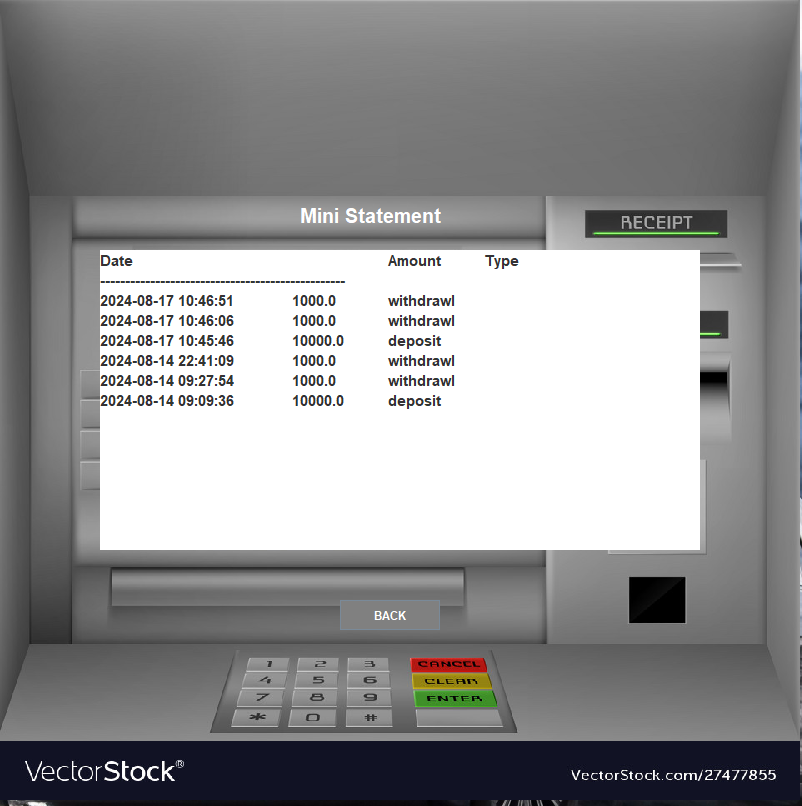 Mini Statement
RECEIPT
Date Amount Type
-------------------------------------------------
2024-08-17 10:46:51 1000.0 withdrawl
2024-08-17 10:46:06 1000.0 withdrawl
2024-08-17 10:45:46 10000.0 deposit
2024-08-14 22:41:09 1000.0 withdrawl
2024-08-14 09:27:54 1000.0 withdrawl
2024-08-14 09:09:36 10000.0 deposit
BACK
1 2 3 CANCEL
4 5 6 CLEAR
7 8 9 ENTER
* 0 #
VectorStock® VectorStock.com/27477855